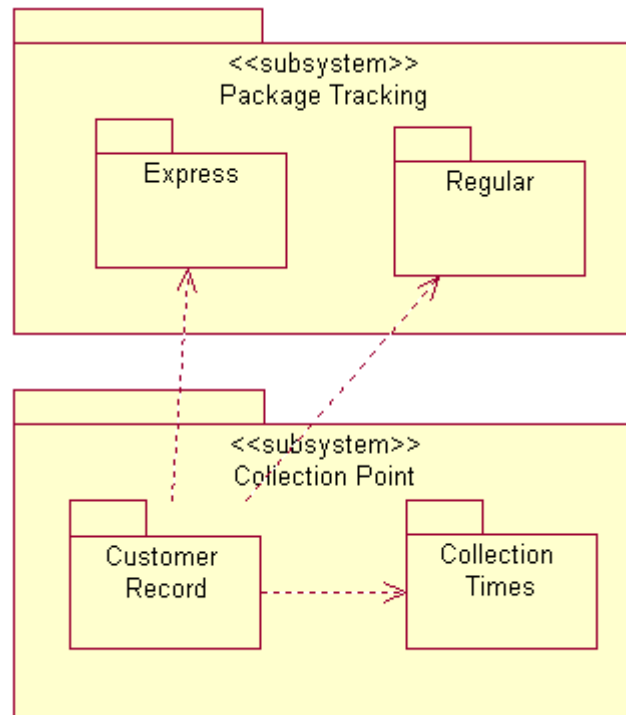 <<subsystem>>
Package Tracking
Express
Regular
<<subsystem>>
Collection Point
Customer
Record
Collection
Times